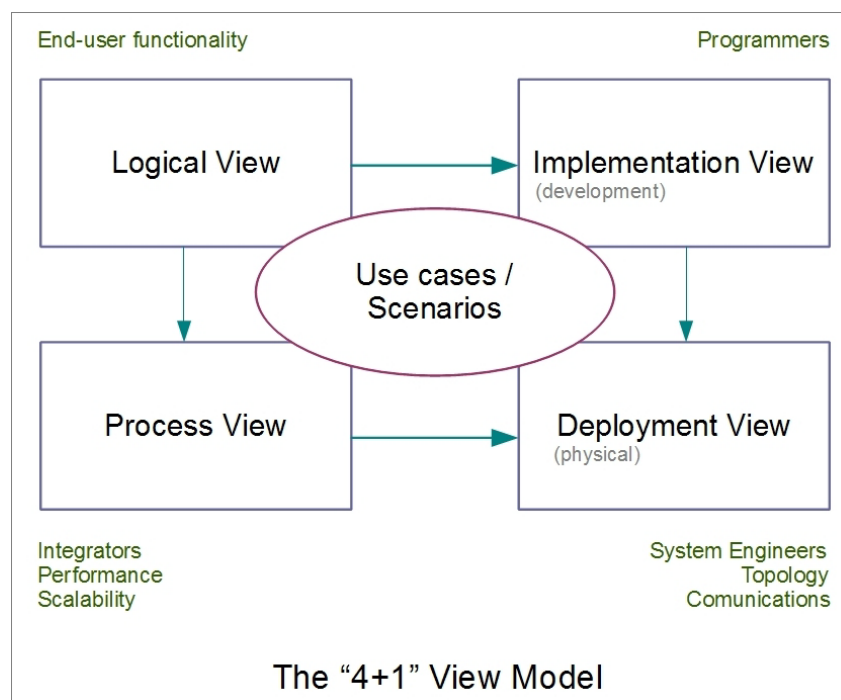 End-user functionality
Programmers
Logical View
Implementation View
(development)
Use cases /
Scenarios
Process View
Deployment View
(physical)
Integrators
Performance
Scalability
System Engineers
Topology
Comunications
The “4+1” View Model